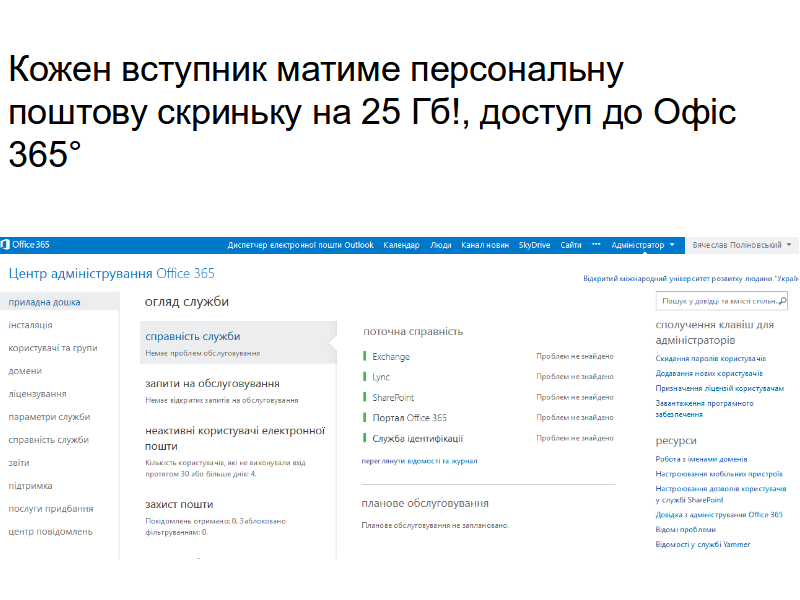 Кожен вступник матиме персональну
поштову скриньку на 25 Гб!, доступ до Офіс
365°
Office 365
Диспетчер електронної пошти Outlook Календар Люди Канал новин SkyDrive Сайти ··· Адміністратор Вячеслав Поліновський
Центр адміністрування Office 365
Відкритий міжнародний університет розвитку людини "Украї
приладна дошка
інсталяція
користувачі та групи
домени
ліцензування
параметри служби
справність служби
звіти
підтримка
послуги придбання
центр повідомлень
огляд служби
справність служби
Немає проблем обслуговування
запити на обслуговування
Немає відкритих запитів на обслуговування
неактивні користувачі електронної
пошти
Кількість користувачів, які не виконували вхід
протягом 30 або більше днів: 4.
захист пошти
Повідомлень отримано: 0. Заблоковано
фільтруванням: 0.
поточна справність
Exchange Проблем не знайдено
Lync Проблем не знайдено
SharePoint Проблем не знайдено
Портал Office 365 Проблем не знайдено
Служба ідентифікації Проблем не знайдено
переглянути відомості та журнал
планове обслуговування
Планове обслуговування не заплановано.
Пошук у довідці та вмісті спільн...
сполучення клавіш для
адміністраторів
Скидання паролів користувачів
Додавання нових користувачів
Призначення ліцензій користувачам
Завантаження програмного
забезпечення
ресурси
Робота з іменами доменів
Настроювання мобільних пристроїв
Настроювання дозволів користувачів
у службі SharePoint
Довідка з адміністрування Office 365
Відомі проблеми
Відомості у службі Yammer